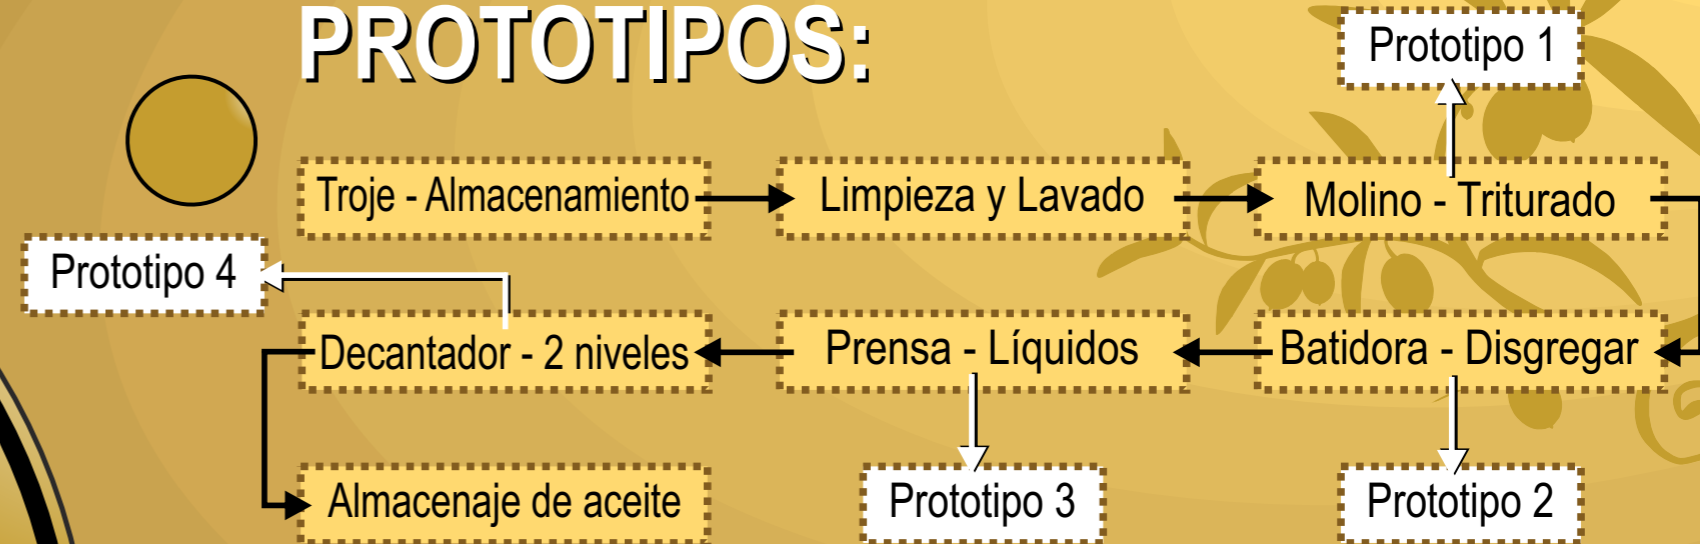 PROTOTIPOS:
Prototipo 1
Troje - Almacenamiento
Limpieza y Lavado
Molino - Triturado
Prototipo 4
Decantador - 2 niveles
Prensa - Líquidos
Batidora - Disgregar
Almacenaje de aceite
Prototipo 3
Prototipo 2